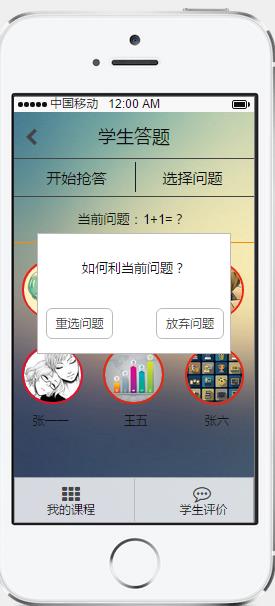 中国移动 12:00 AM
学生答题
开始抢答 选择问题
当前问题：1+1=？
如何利当前问题？
重选问题 放弃问题
张一一 王五 张六
我的课程 学生评价